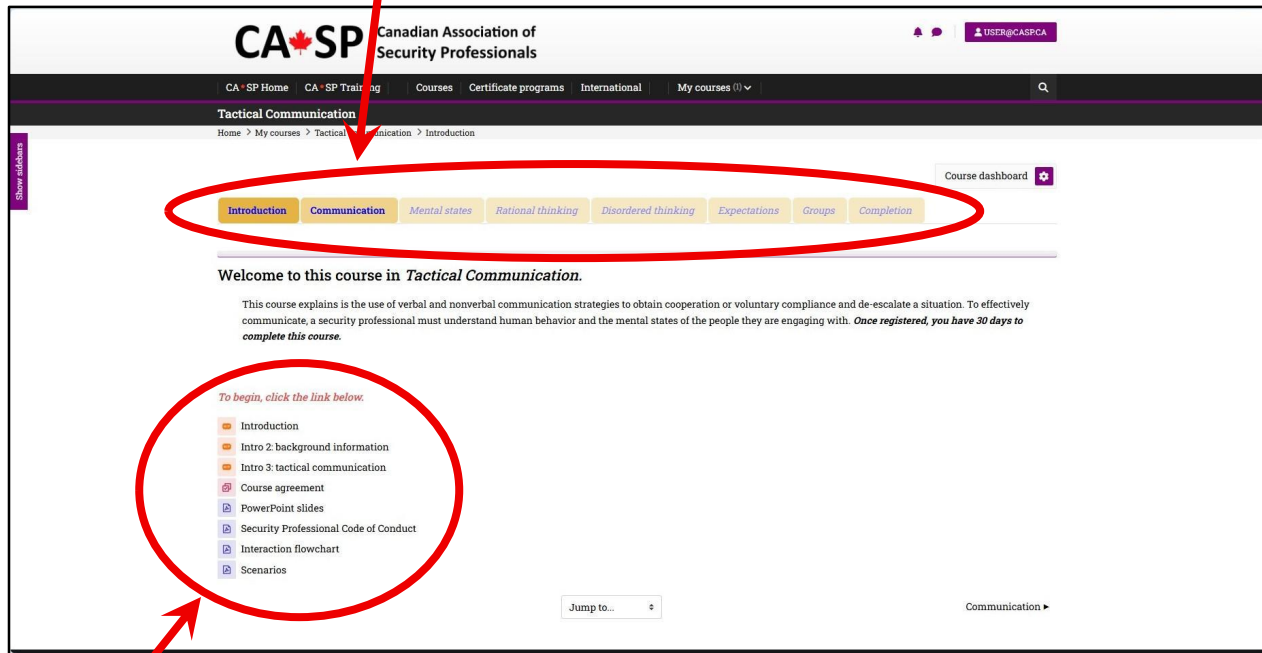 CA SP Canadian Association of
Security Professionals
USER@CASP.CA
CA SP Home CA SP Training Courses Certificate programs International My courses (1)
Tactical Communication
Home > My courses > Tactical > Introduction
Show sidebars
Course dashboard
Introduction Communication Mental states Rational thinking Disordered thinking Expectations Groups Completion
Welcome to this course in Tactical Communication.
This course explains is the use of verbal and nonverbal communication strategies to obtain cooperation or voluntary compliance and de-escalate a situation. To effectively
communicate, a security professional must understand human behavior and the mental states of the people they are engaging with. Once registered, you have 30 days to
complete this course.
To begin, click the link below.
Introduction
Intro 2: background information
Intro 3: tactical communication
Course agreement
PowerPoint slides
Security Professional Code of Conduct
Interaction flowchart
Scenarios
Jump to...
Communication ►